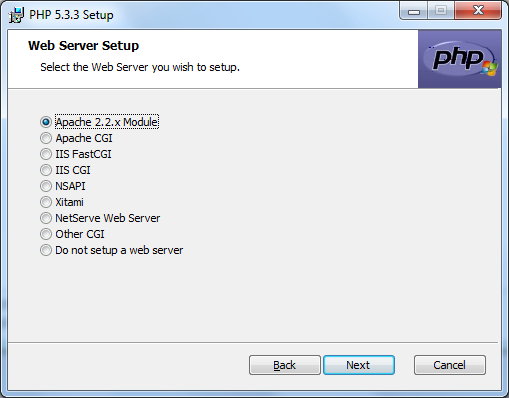 PHP 5.3.3 Setup
Web Server Setup
Select the Web Server you wish to setup.
php
Apache 2.2.x Module
Apache CGI
IIS FastCGI
IIS CGI
NSAPI
Xitami
NetServe Web Server
Other CGI
Do not setup a web server
Back
Next
Cancel